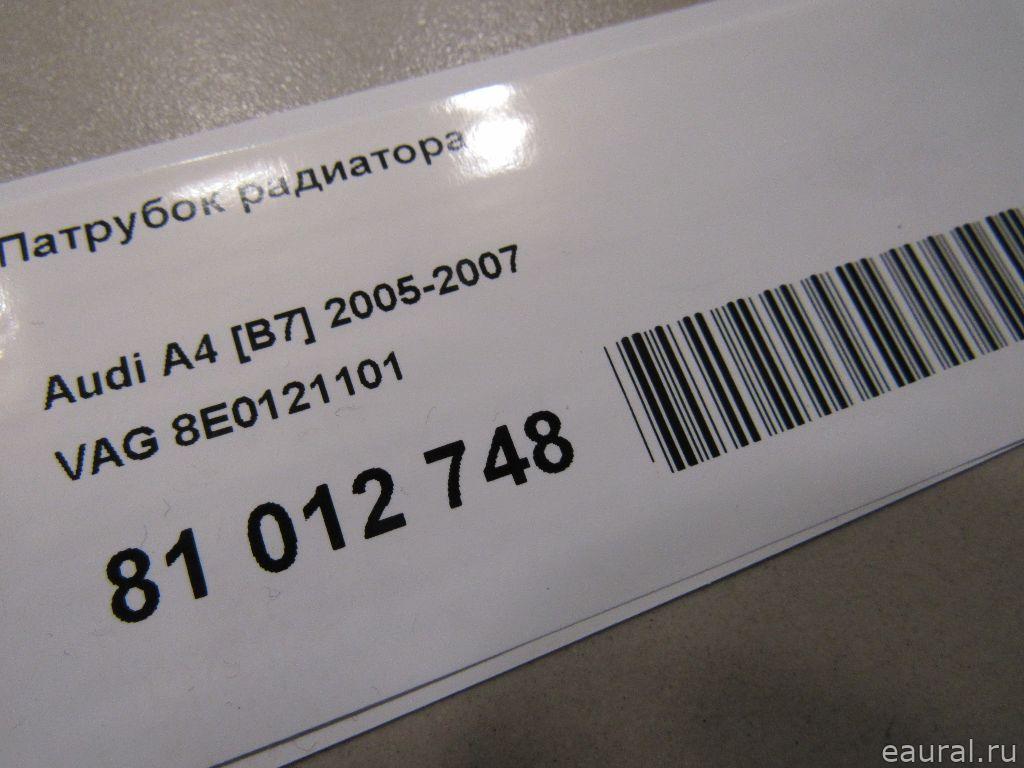 Патрубок радиатора
Audi A4 [B7] 2005-2007
VAG 8E0121101
81 012 748
eaural.ru